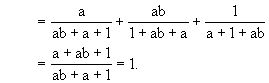 = a/(ab + a + 1) + ab/(1 + ab + a) + 1/(a + 1 + ab)
= (a + ab + 1)/(ab + a + 1) = 1.